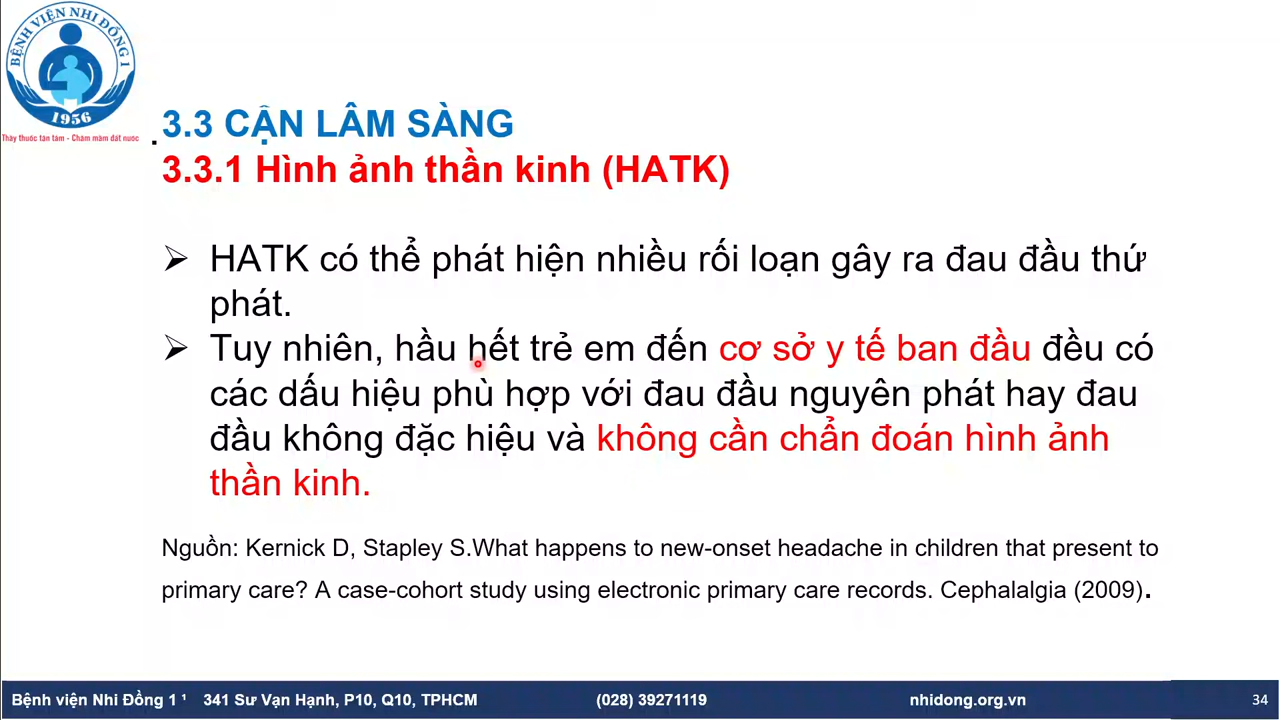 BỆNH VIỆN NHI ĐỒNG 1
1956
Thầy thuốc tận tâm - Chăm mầm đất nước
.3.3 CẬN LÂM SÀNG
3.3.1 Hình ảnh thần kinh (HATK)
➢ HATK có thể phát hiện nhiều rối loạn gây ra đau đầu thứ
phát.
➢ Tuy nhiên, hầu hết trẻ em đến cơ sở y tế ban đầu đều có
các dấu hiệu phù hợp với đau đầu nguyên phát hay đau
đầu không đặc hiệu và không cần chẩn đoán hình ảnh
thần kinh.
Nguồn: Kernick D, Stapley S.What happens to new-onset headache in children that present to
primary care? A case-cohort study using electronic primary care records. Cephalalgia (2009).
Bệnh viện Nhi Đồng 1 ¹ 341 Sư Vạn Hạnh, P10, Q10, TPHCM (028) 39271119 nhidong.org.vn 34